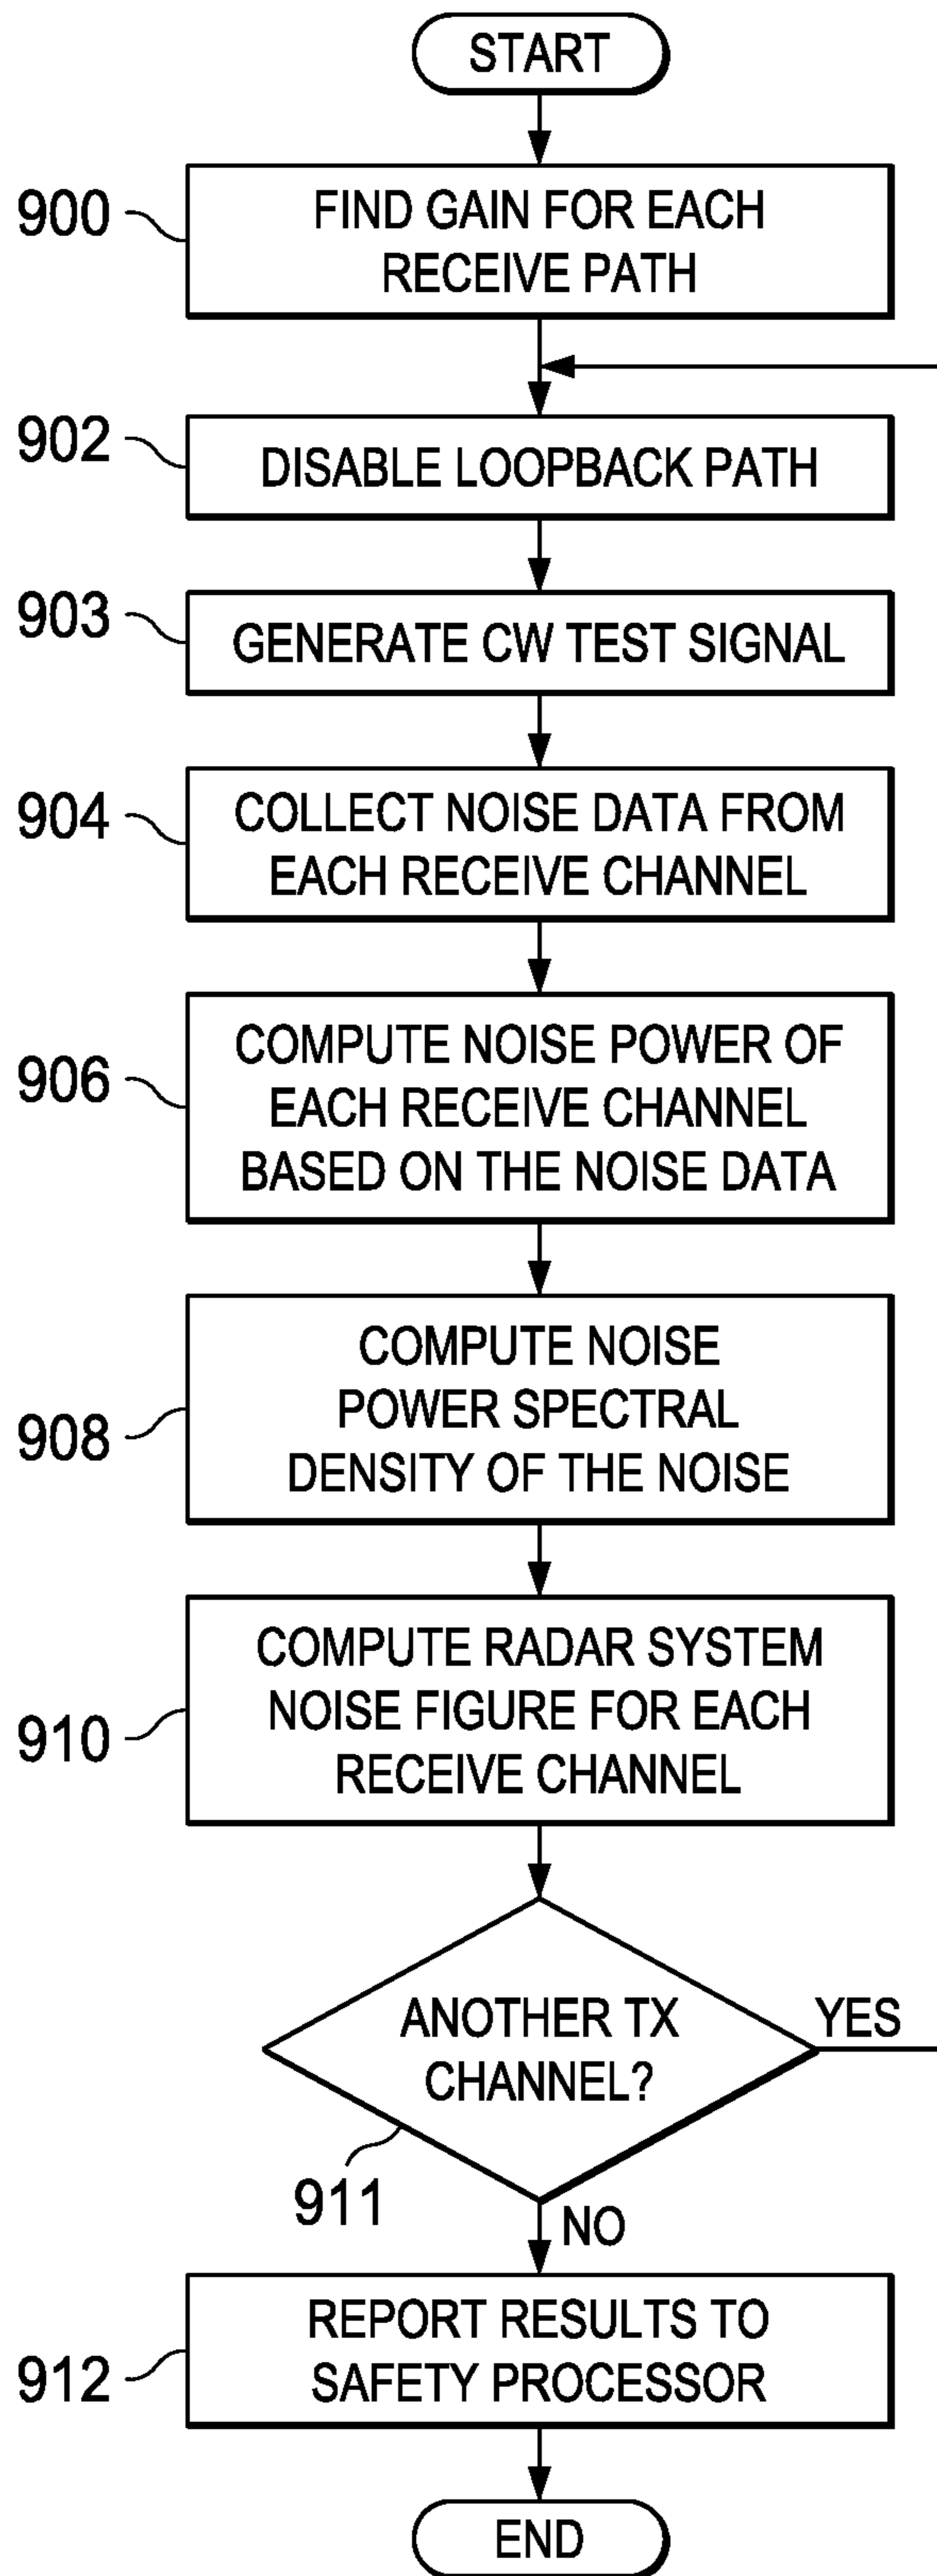 START
900
FIND GAIN FOR EACH
RECEIVE PATH
902
DISABLE LOOPBACK PATH
903
GENERATE CW TEST SIGNAL
904
COLLECT NOISE DATA FROM
EACH RECEIVE CHANNEL
906
COMPUTE NOISE POWER OF
EACH RECEIVE CHANNEL
BASED ON THE NOISE DATA
908
COMPUTE NOISE
POWER SPECTRAL
DENSITY OF THE NOISE
910
COMPUTE RADAR SYSTEM
NOISE FIGURE FOR EACH
RECEIVE CHANNEL
ANOTHER TX
CHANNEL?
YES
911
NO
912
REPORT RESULTS TO
SAFETY PROCESSOR
END